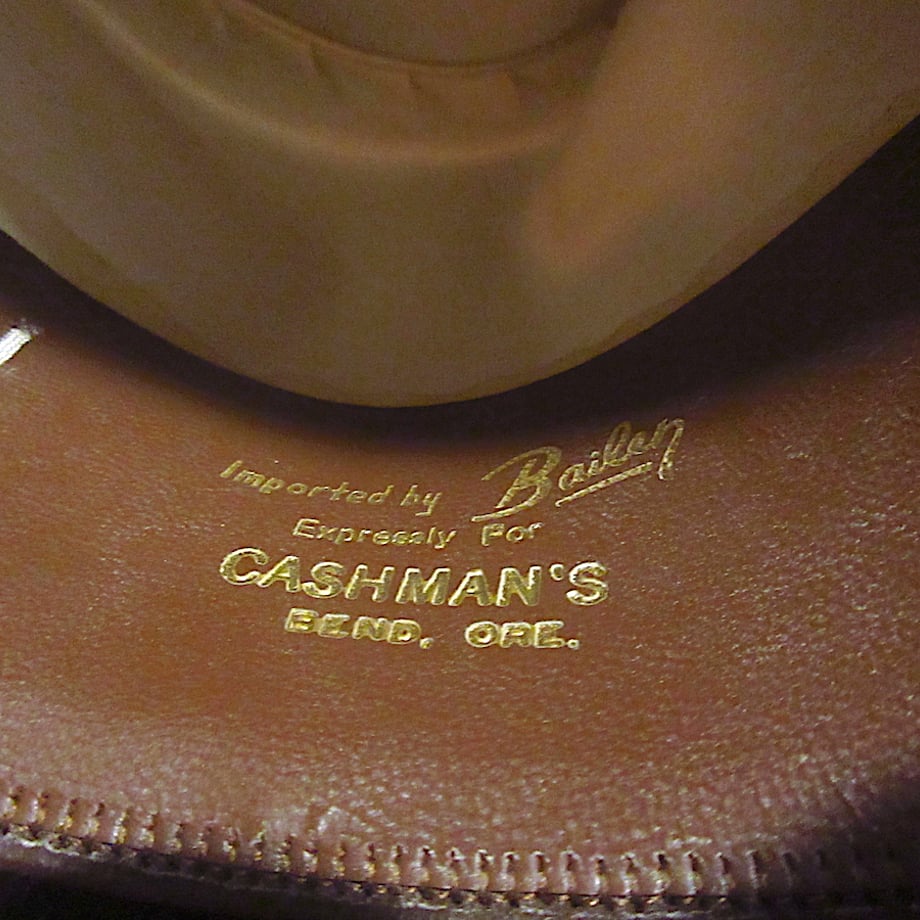 Imported by Bailey
Expressly For
CASHMAN'S
BEND, ORE.